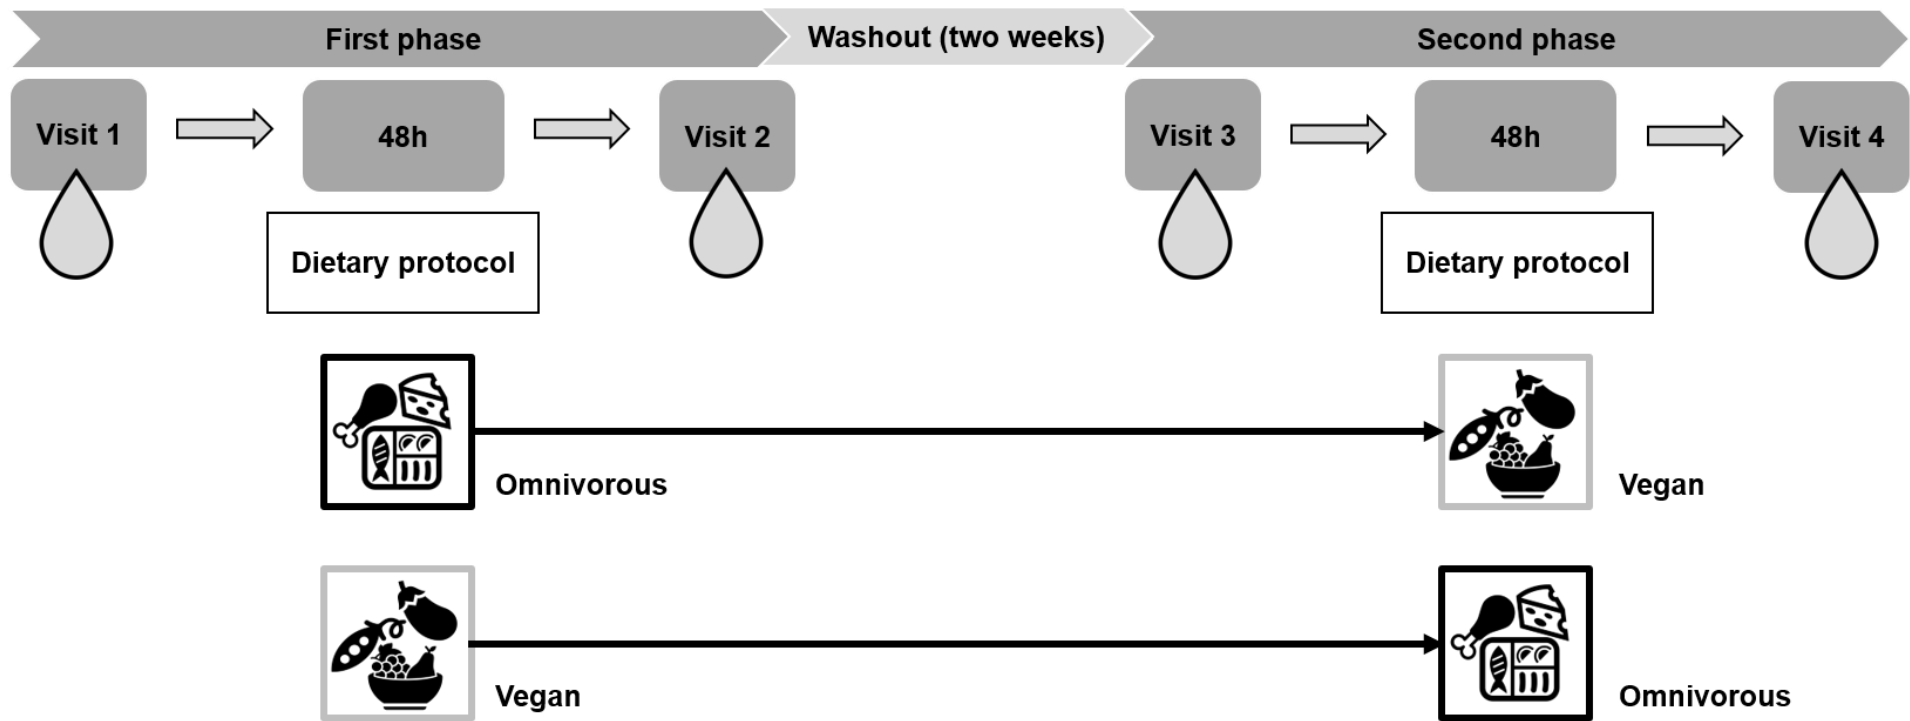 First phase
Washout (two weeks)
Second phase
Visit 1
48h
Visit 2
Visit 3
48h
Visit 4
Dietary protocol
Dietary protocol
Omnivorous
Vegan
Vegan
Omnivorous